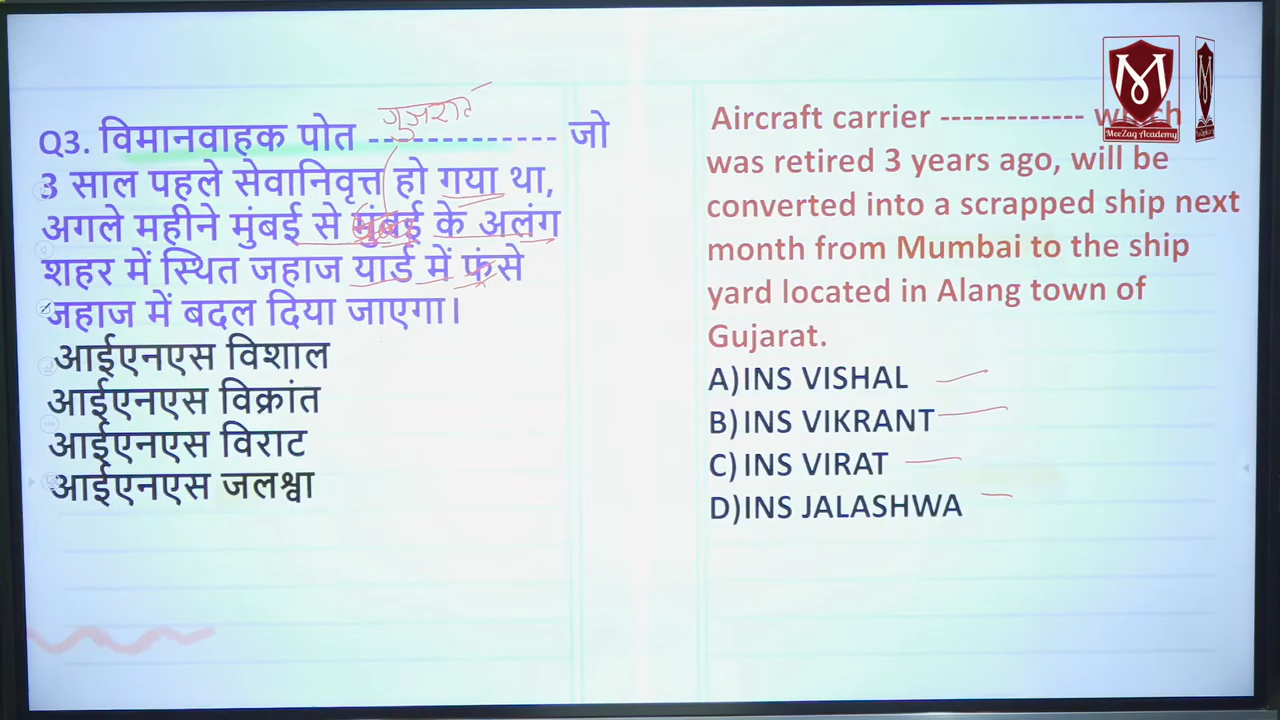 गुजरात
Q3. विमानवाहक पोत ------------- जो
3 साल पहले सेवानिवृत्त हो गया था,
अगले महीने मुंबई से मुंबई के अलंग
शहर में स्थित जहाज यार्ड में फंसे
जहाज में बदल दिया जाएगा।
आईएनएस विशाल
आईएनएस विक्रांत
आईएनएस विराट
आईएनएस जलश्वा
Aircraft carrier ------------- which
was retired 3 years ago, will be
converted into a scrapped ship next
month from Mumbai to the ship
yard located in Alang town of
Gujarat.
A)INS VISHAL
B)INS VIKRANT
C)INS VIRAT
D)INS JALASHWA
MeeZaq Academy